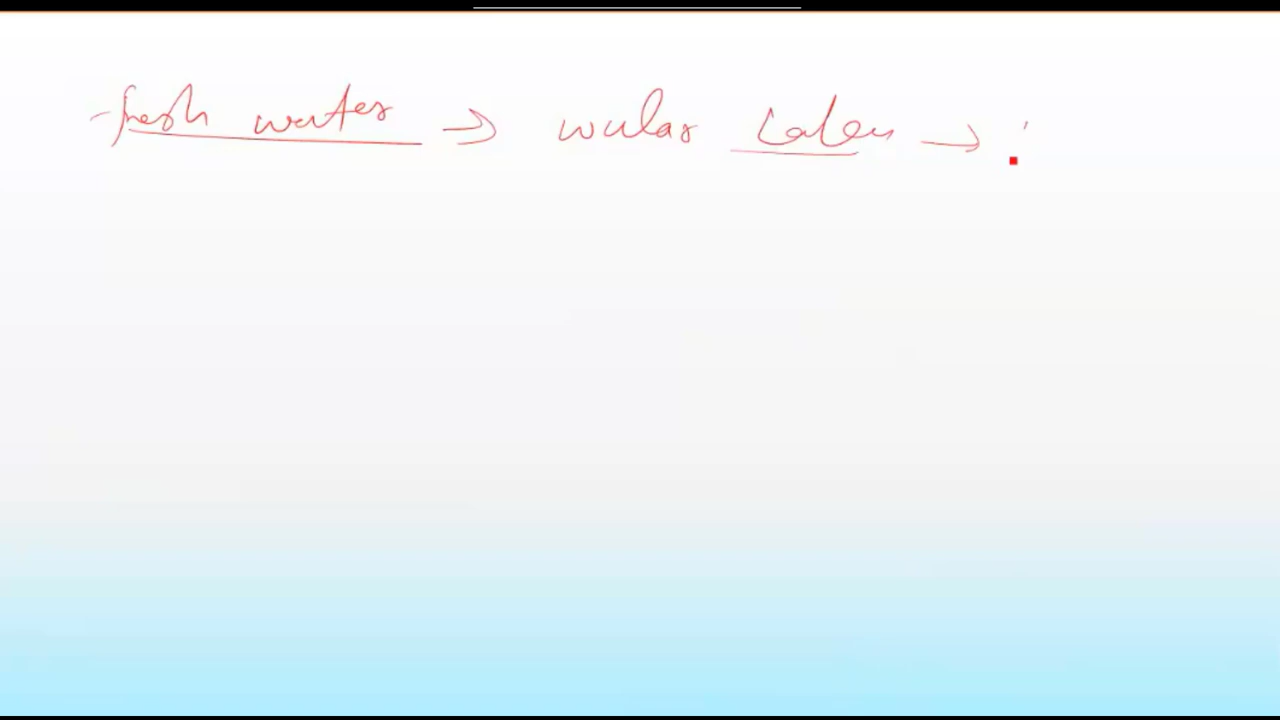 fresh water → wular Lake →